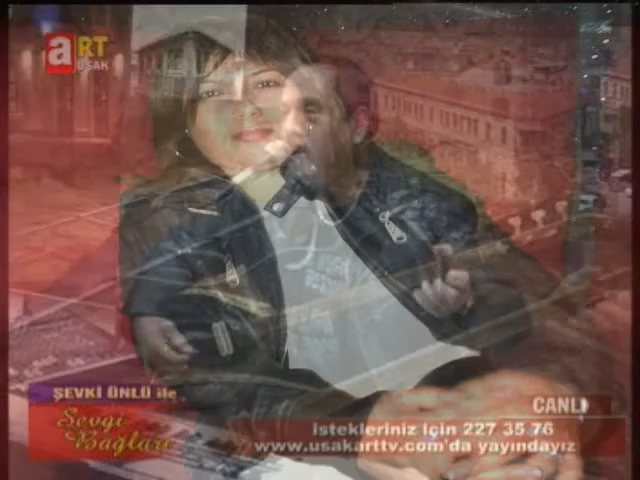 aRT
UŞAK
ŞEVKİ ÜNLÜ ile
Sevgi
Bağları
CANLI
istekleriniz için 227 35 76
www.usakarttv.com'da yayındayız